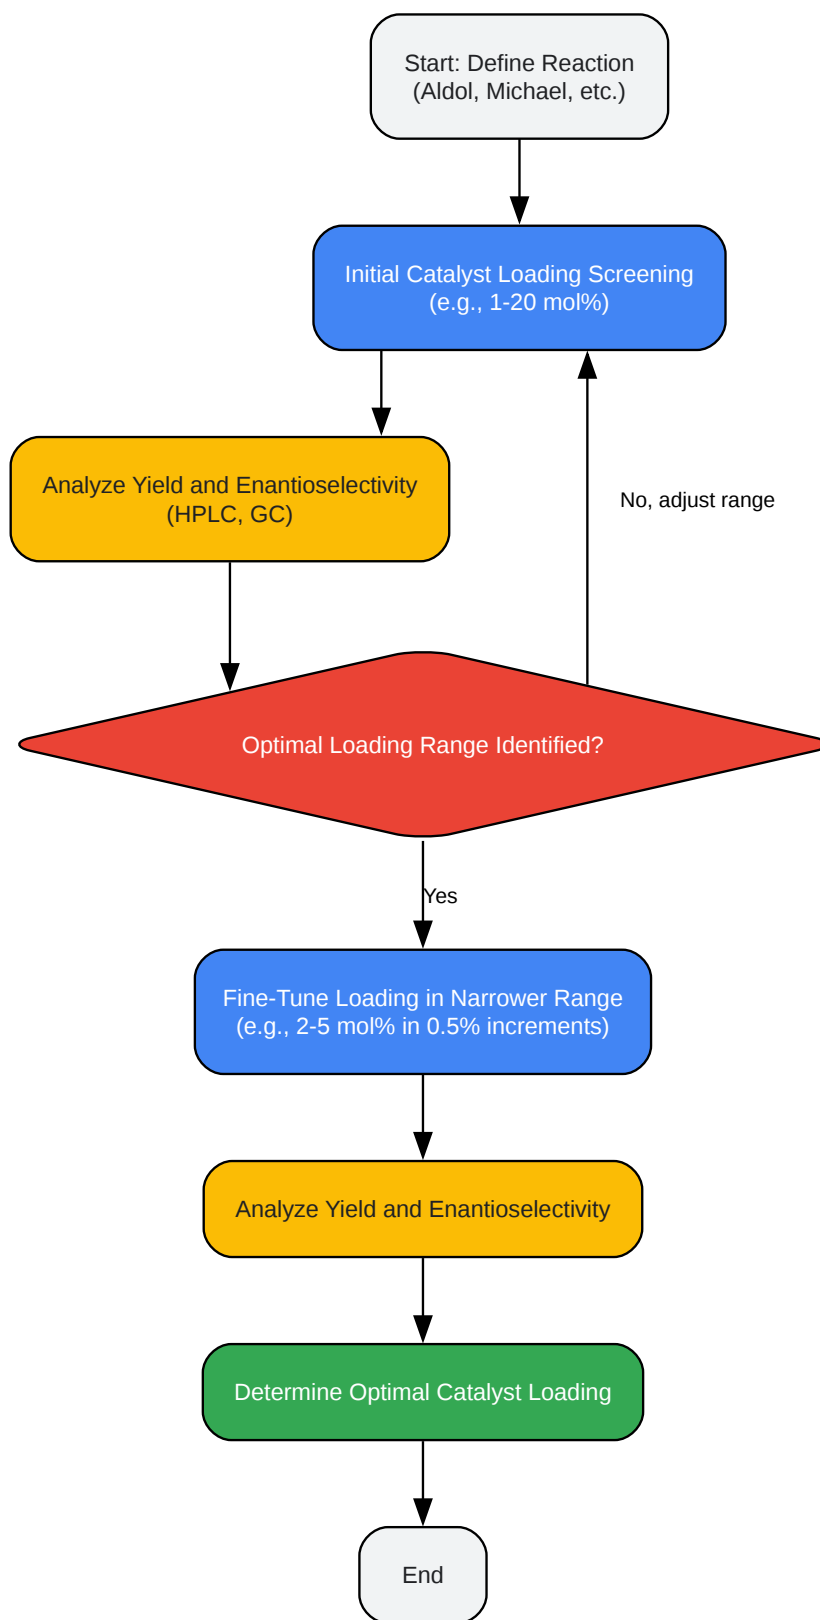 Start: Define Reaction
(Aldol, Michael, etc.)
Initial Catalyst Loading Screening
(e.g., 1-20 mol%)
Analyze Yield and Enantioselectivity
(HPLC, GC)
No, adjust range
Optimal Loading Range Identified?
Yes
Fine-Tune Loading in Narrower Range
(e.g., 2-5 mol% in 0.5% increments)
Analyze Yield and Enantioselectivity
Determine Optimal Catalyst Loading
End